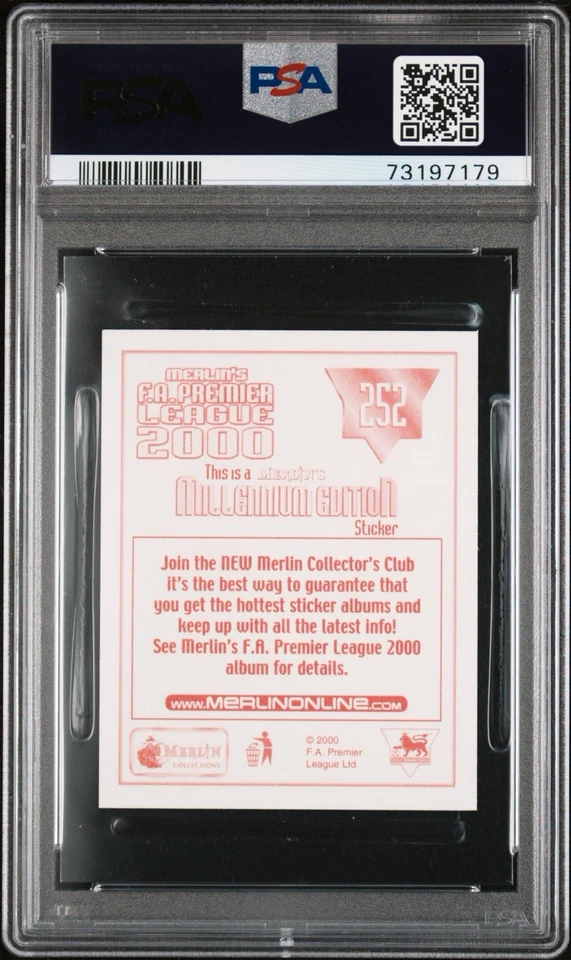 PSA
PSA
73197179
MERLIN'S
F.A. PREMIER
LEAGUE
2000
252
This is a MERLIN'S
MILLENNIUM EDITION
Sticker
Join the NEW Merlin Collector's Club
it's the best way to guarantee that
you get the hottest sticker albums and
keep up with all the latest info!
See Merlin's F.A. Premier League 2000
album for details.
www.MERLINONLINE.COM
MERLIN
COLLECTIONS
© 2000
F.A. Premier
League Ltd.
PSA